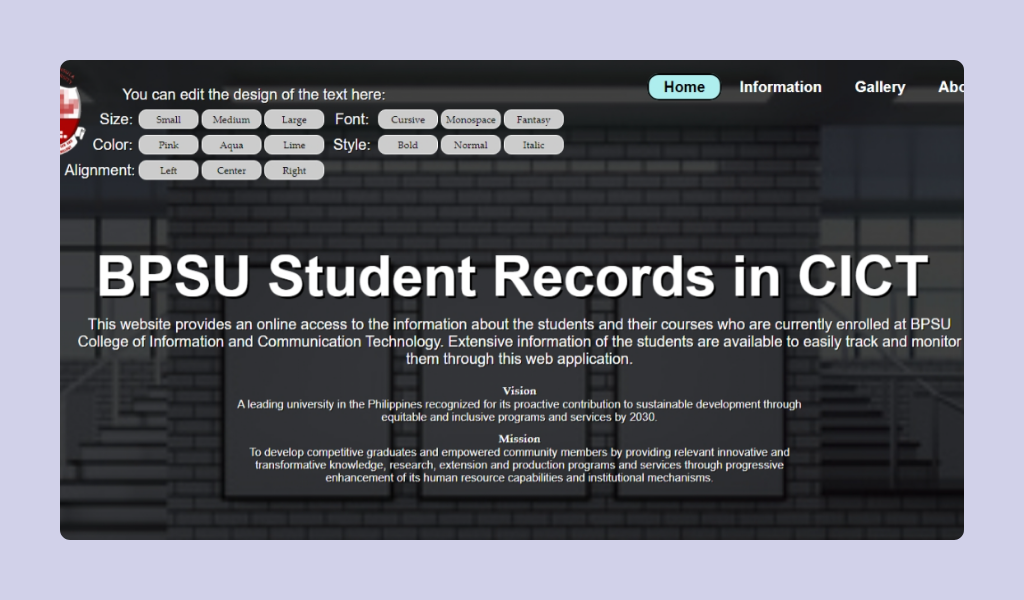 Home Information Gallery
You can edit the design of the text here:
Size: Small Medium Large Font: Cursive Monospace Fantasy
Color: Pink Aqua Lime Style: Bold Normal Italic
Alignment: Left Center Right
BPSU Student Records in CICT
This website provides an online access to the information about the students and their courses who are currently enrolled at BPSU
College of Information and Communication Technology. Extensive information of the students are available to easily track and monitor
them through this web application.
Vision
A leading university in the Philippines recognized for its proactive contribution to sustainable development through
equitable and inclusive programs and services by 2030.
Mission
To develop competitive graduates and empowered community members by providing relevant innovative and
transformative knowledge, research, extension and production programs and services through progressive
enhancement of its human resource capabilities and institutional mechanisms.